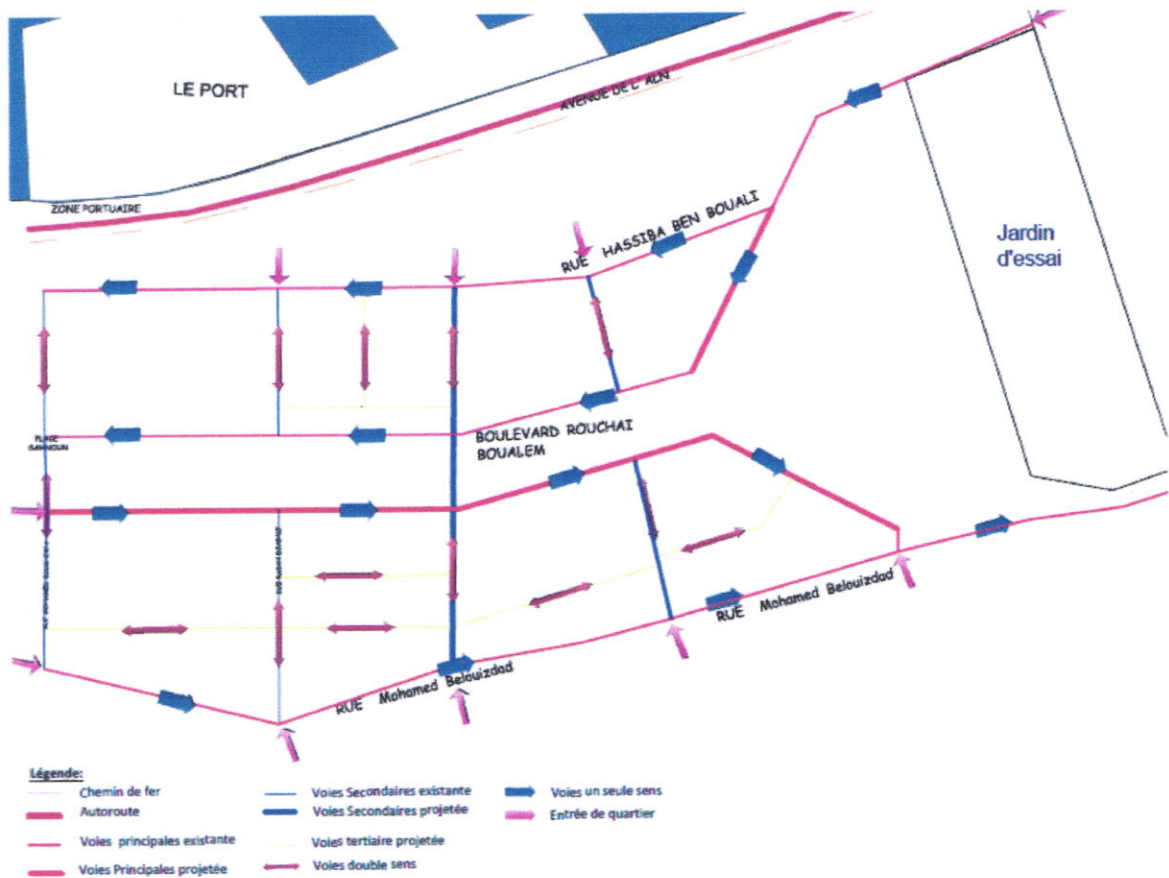 LE PORT
AVENUE DE L' ALN
ZONE PORTUAIRE
RUE HASSIBA BEN BOUALI
Jardin
d'essai
BOULEVARD ROUCHAI
BOUALEM
PLACE
RUE Mohamed Belouizdad
RUE Mohamed Belouizdad
Légende:
Chemin de fer
Autoroute
Voies principales existante
Voies Principales projetée
Voies Secondaires existante
Voies Secondaires projetée
Voies tertiaire projetée
Voies double sens
Voies un seule sens
Entrée de quartier